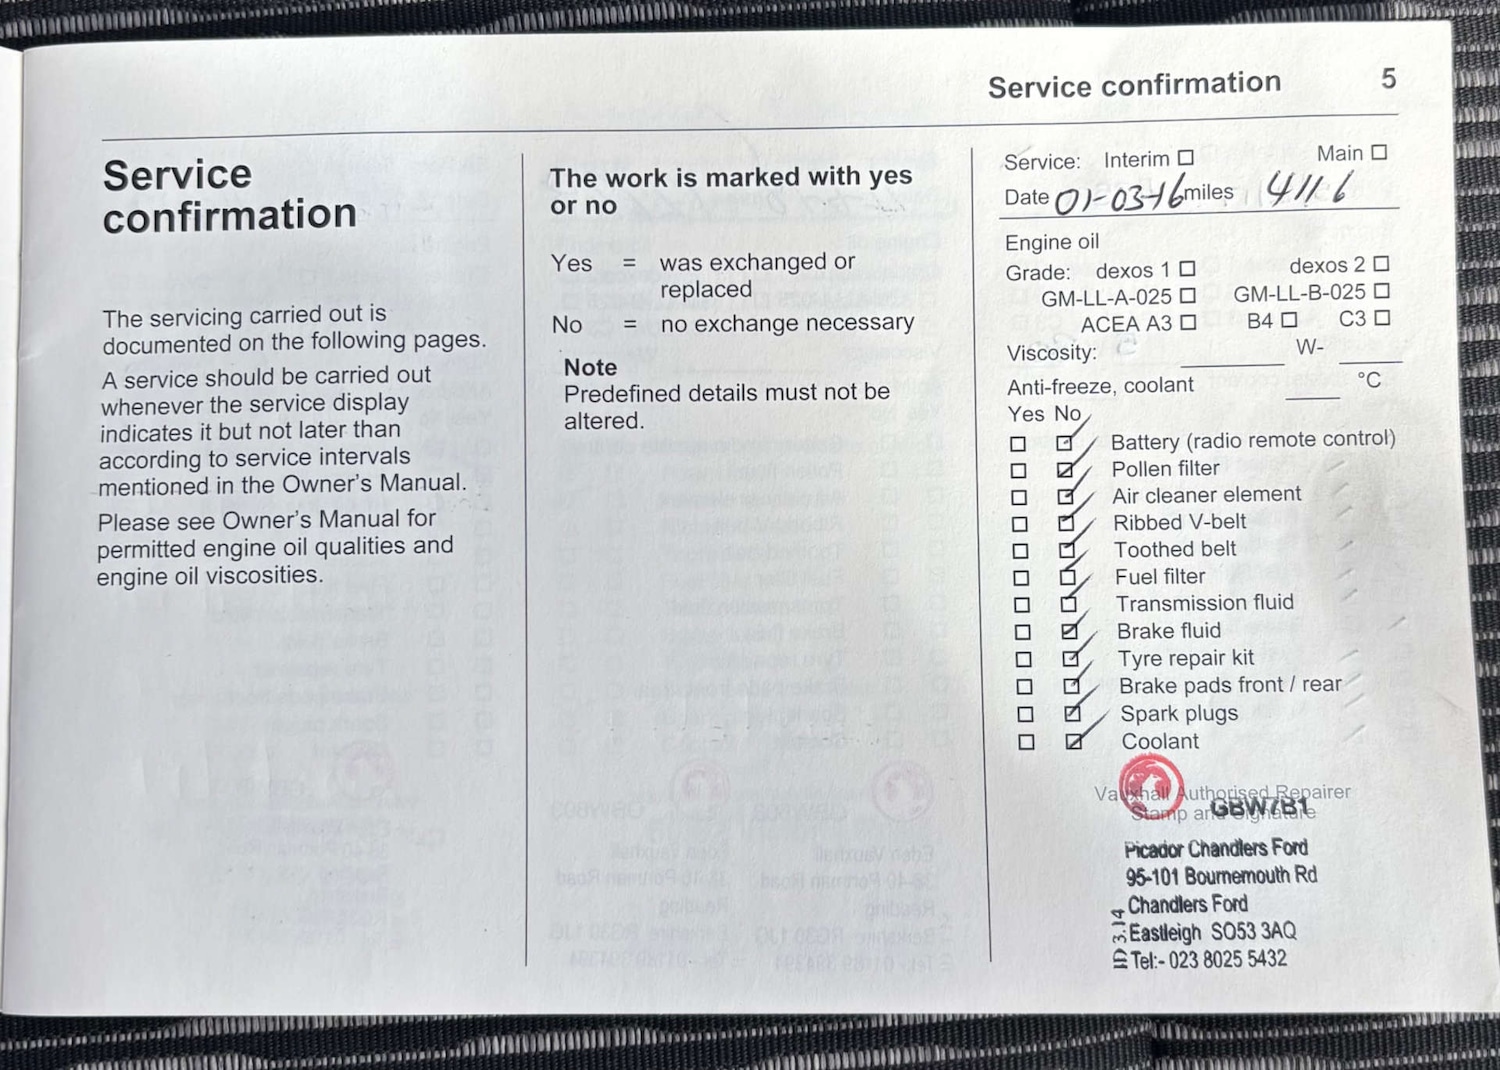 Service confirmation 5
Service
confirmation
The servicing carried out is
documented on the following pages.
A service should be carried out
whenever the service display
indicates it but not later than
according to service intervals
mentioned in the Owner's Manual.
Please see Owner's Manual for
permitted engine oil qualities and
engine oil viscosities.
The work is marked with yes
or no
Yes = was exchanged or
replaced
No = no exchange necessary
Note
Predefined details must not be
altered.
Service: Interim Main
Date 01-03-16 miles 14116
Engine oil
Grade: dexos 1 dexos 2
GM-LL-A-025 GM-LL-B-025
ACEA A3 B4 C3
Viscosity: W-
Anti-freeze, coolant °C
Yes No
Battery (radio remote control)
Pollen filter
Air cleaner element
Ribbed V-belt
Toothed belt
Fuel filter
Transmission fluid
Brake fluid
Tyre repair kit
Brake pads front / rear
Spark plugs
Coolant
Vauxhall Authorised Repairer
Stamp and Signature
GBW7B1
Picador Chandlers Ford
95-101 Bournemouth Rd
Chandlers Ford
Eastleigh SO53 3AQ
Tel:- 023 8025 5432